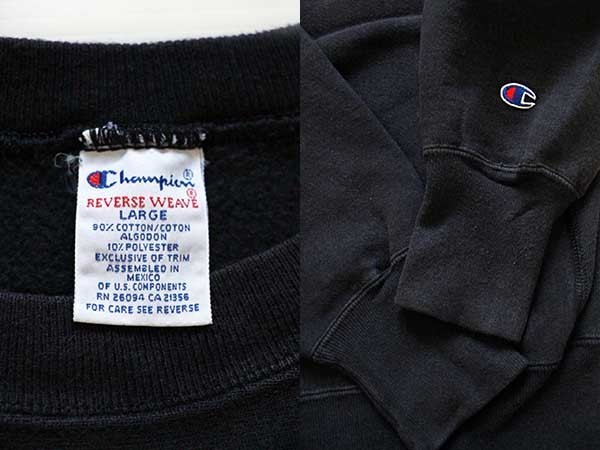 Champion®
REVERSE WEAVE®
LARGE
90% COTTON/COTON
ALGODON
10% POLYESTER
EXCLUSIVE OF TRIM
ASSEMBLED IN
MEXICO
OF U.S. COMPONENTS
RN 26094 CA 21356
FOR CARE SEE REVERSE